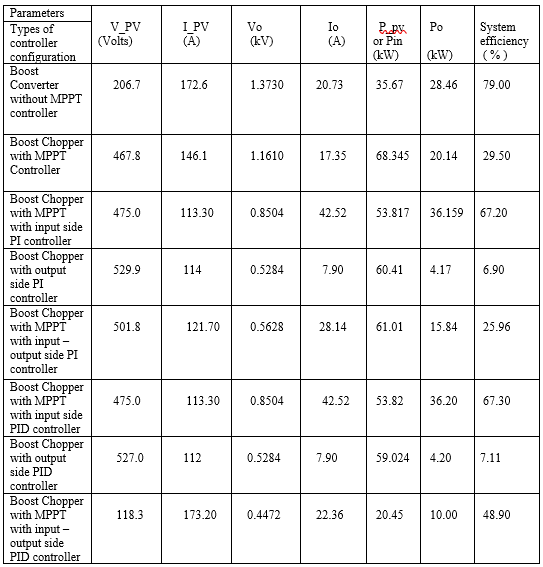 Parameters
Types of controller configuration V_PV (Volts) I_PV (A) Vo (kV) Io (A) P_pv or Pin (kW) Po (kW) System efficiency ( % )
Boost Converter without MPPT controller 206.7 172.6 1.3730 20.73 35.67 28.46 79.00
Boost Chopper with MPPT Controller 467.8 146.1 1.1610 17.35 68.345 20.14 29.50
Boost Chopper with MPPT with input side PI controller 475.0 113.30 0.8504 42.52 53.817 36.159 67.20
Boost Chopper with output side PI controller 529.9 114 0.5284 7.90 60.41 4.17 6.90
Boost Chopper with MPPT with input – output side PI controller 501.8 121.70 0.5628 28.14 61.01 15.84 25.96
Boost Chopper with MPPT with input side PID controller 475.0 113.30 0.8504 42.52 53.82 36.20 67.30
Boost Chopper with output side PID controller 527.0 112 0.5284 7.90 59.024 4.20 7.11
Boost Chopper with MPPT with input – output side PID controller 118.3 173.20 0.4472 22.36 20.45 10.00 48.90